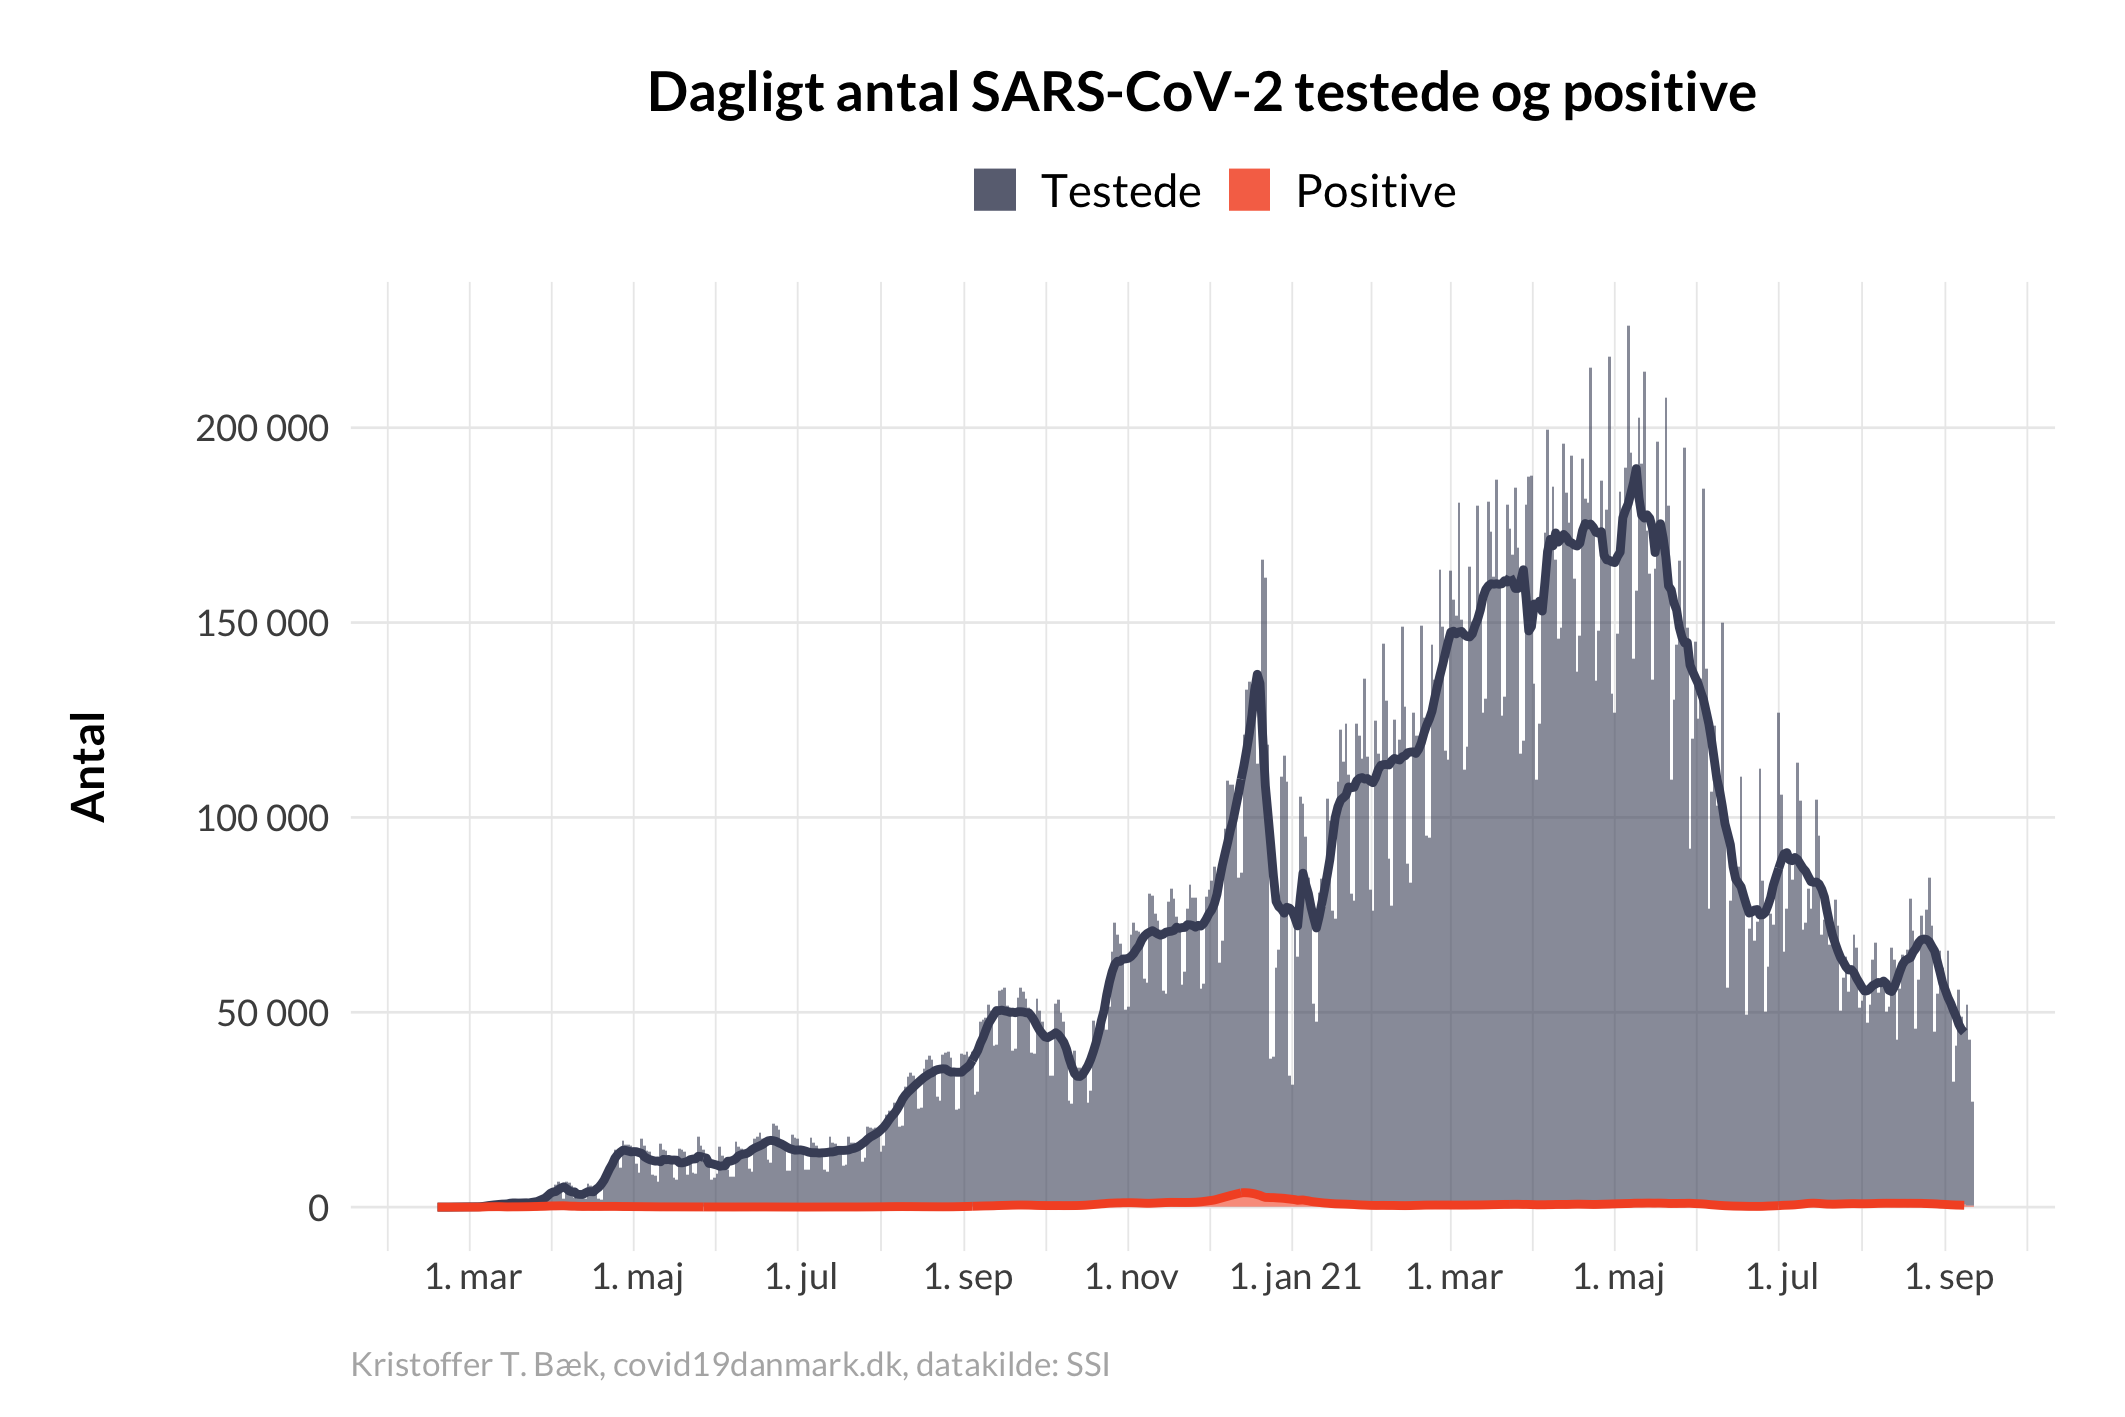 Dagligt antal SARS-CoV-2 testede og positive
Testede Positive
Antal
200 000
150 000
100 000
50 000
0
1. mar 1. maj 1. jul 1. sep 1. nov 1. jan 21 1. mar 1. maj 1. jul 1. sep
Kristoffer T. Bæk, covid19danmark.dk, datakilde: SSI